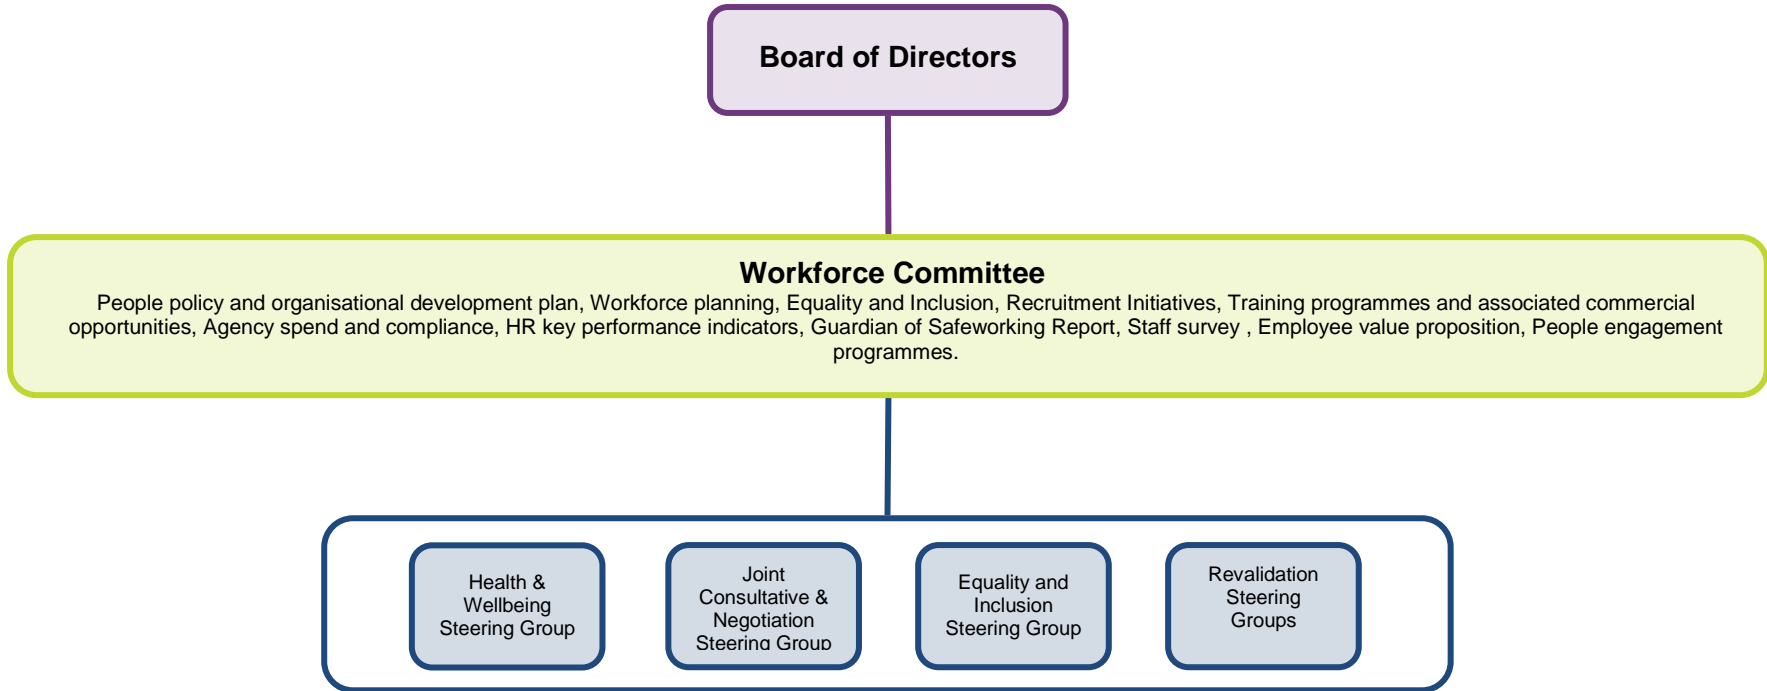 Board of Directors
Workforce Committee
People policy and organisational development plan, Workforce planning, Equality and Inclusion, Recruitment Initiatives, Training programmes and associated commercial
opportunities, Agency spend and compliance, HR key performance indicators, Guardian of Safeworking Report, Staff survey , Employee value proposition, People engagement
programmes.
Health &
Wellbeing
Steering Group
Joint
Consultative &
Negotiation
Steering Group
Equality and
Inclusion
Steering Group
Revalidation
Steering
Groups